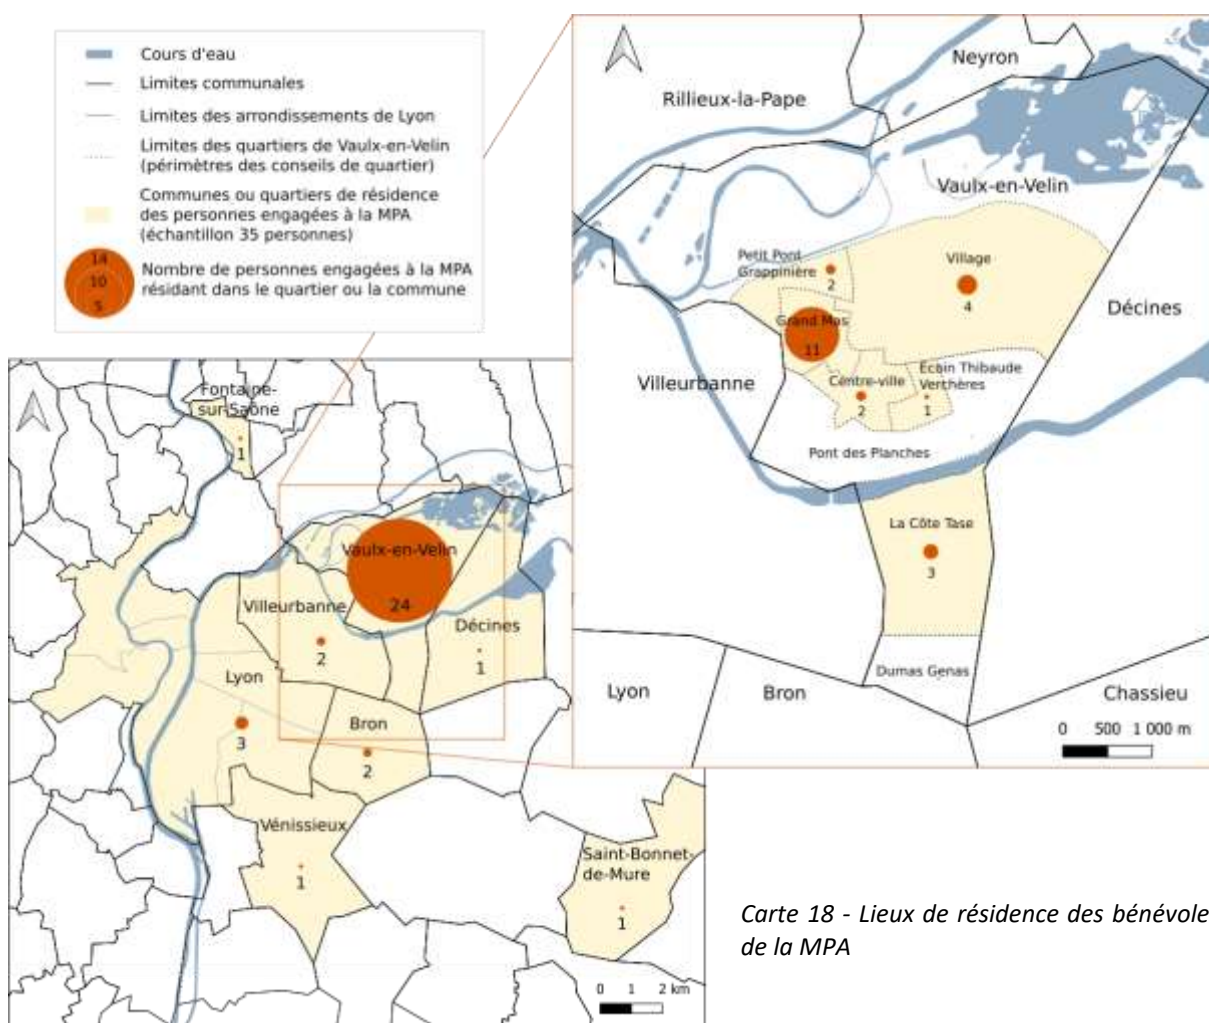 Cours d'eau
Limites communales
Limites des arrondissements de Lyon
Limites des quartiers de Vaulx-en-Velin
(périmètres des conseils de quartier)
Communes ou quartiers de résidence
des personnes engagées à la MPA
(échantillon 35 personnes)
14
10
5
Nombre de personnes engagées à la MPA
résidant dans le quartier ou la commune
Neyron
Rillieux-la-Pape
Vaulx-en-Velin
Petit Pont
Grappinière
2
Village
4
Décines
Grand Mas
11
Villeurbanne
Centre-ville
2
Ecoin Thibaude
Verchères
1
Pont des Planches
La Côte Tase
3
Dumas Genas
Lyon
Bron
Chassieu
0 500 1 000 m
Fontaine-
sur-Saône
1
Vaulx-en-Velin
24
Villeurbanne
2
Décines
1
Lyon
3
Bron
2
Vénissieux
1
Saint-Bonnet-
de-Mure
1
0 1 2 km
Carte 18 - Lieux de résidence des bénévole
de la MPA